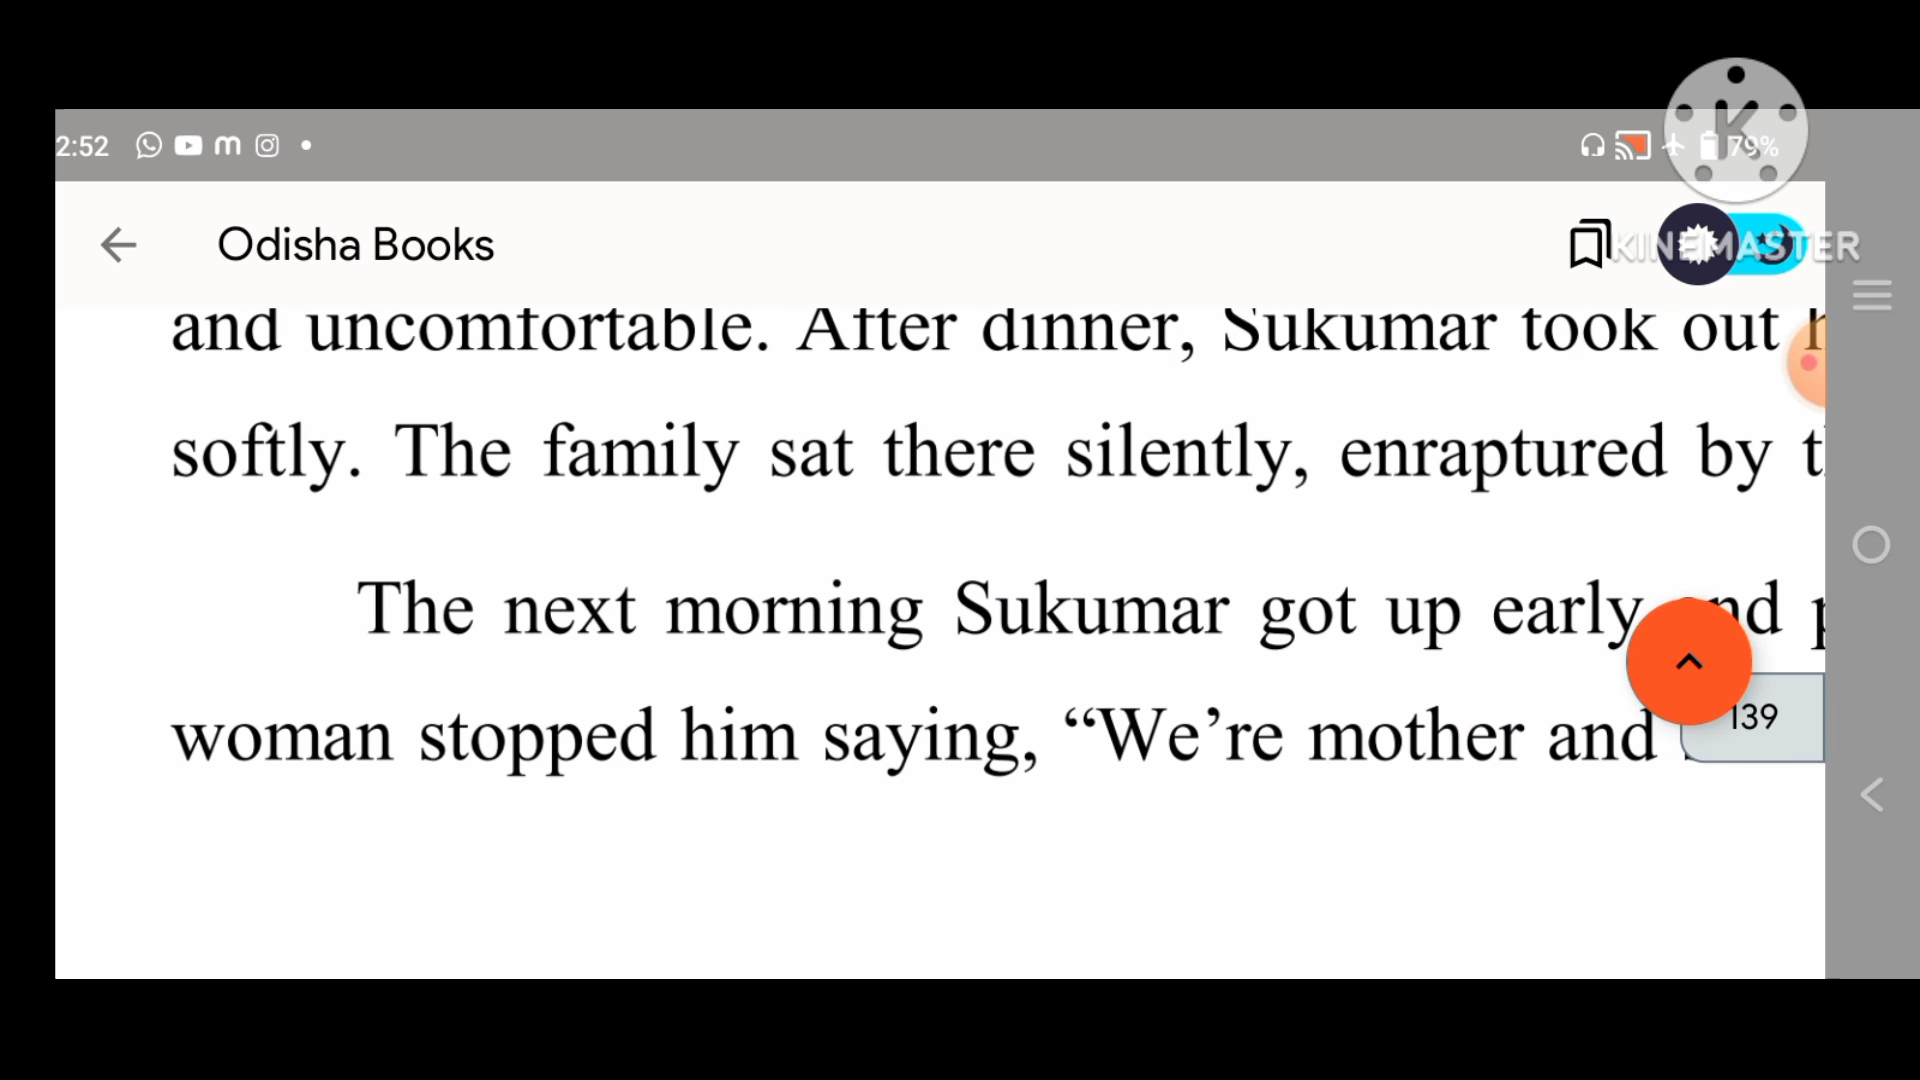 2:52 79%
Odisha Books
KINEMASTER
and uncomfortable. After dinner, Sukumar took out
softly. The family sat there silently, enraptured by
The next morning Sukumar got up early and
woman stopped him saying, “We’re mother and
139